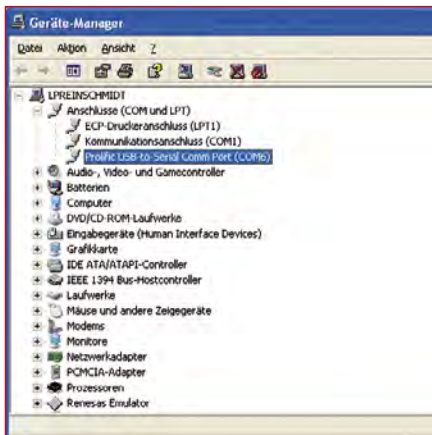 Geräte-Manager
Datei Aktion Ansicht ?
LPREINSCHMIDT
Anschlüsse (COM und LPT)
ECP-Druckeranschluss (LPT1)
Kommunikationsanschluss (COM1)
Prolific USB-to-Serial Comm Port (COM6)
Audio-, Video- und Gamecontroller
Batterien
Computer
DVD/CD-ROM-Laufwerke
Eingabegeräte (Human Interface Devices)
Grafikkarte
IDE ATA/ATAPI-Controller
IEEE 1394 Bus-Hostcontroller
Laufwerke
Mäuse und andere Zeigegeräte
Modems
Monitore
Netzwerkadapter
PCMCIA-Adapter
Prozessoren
Renesas Emulator